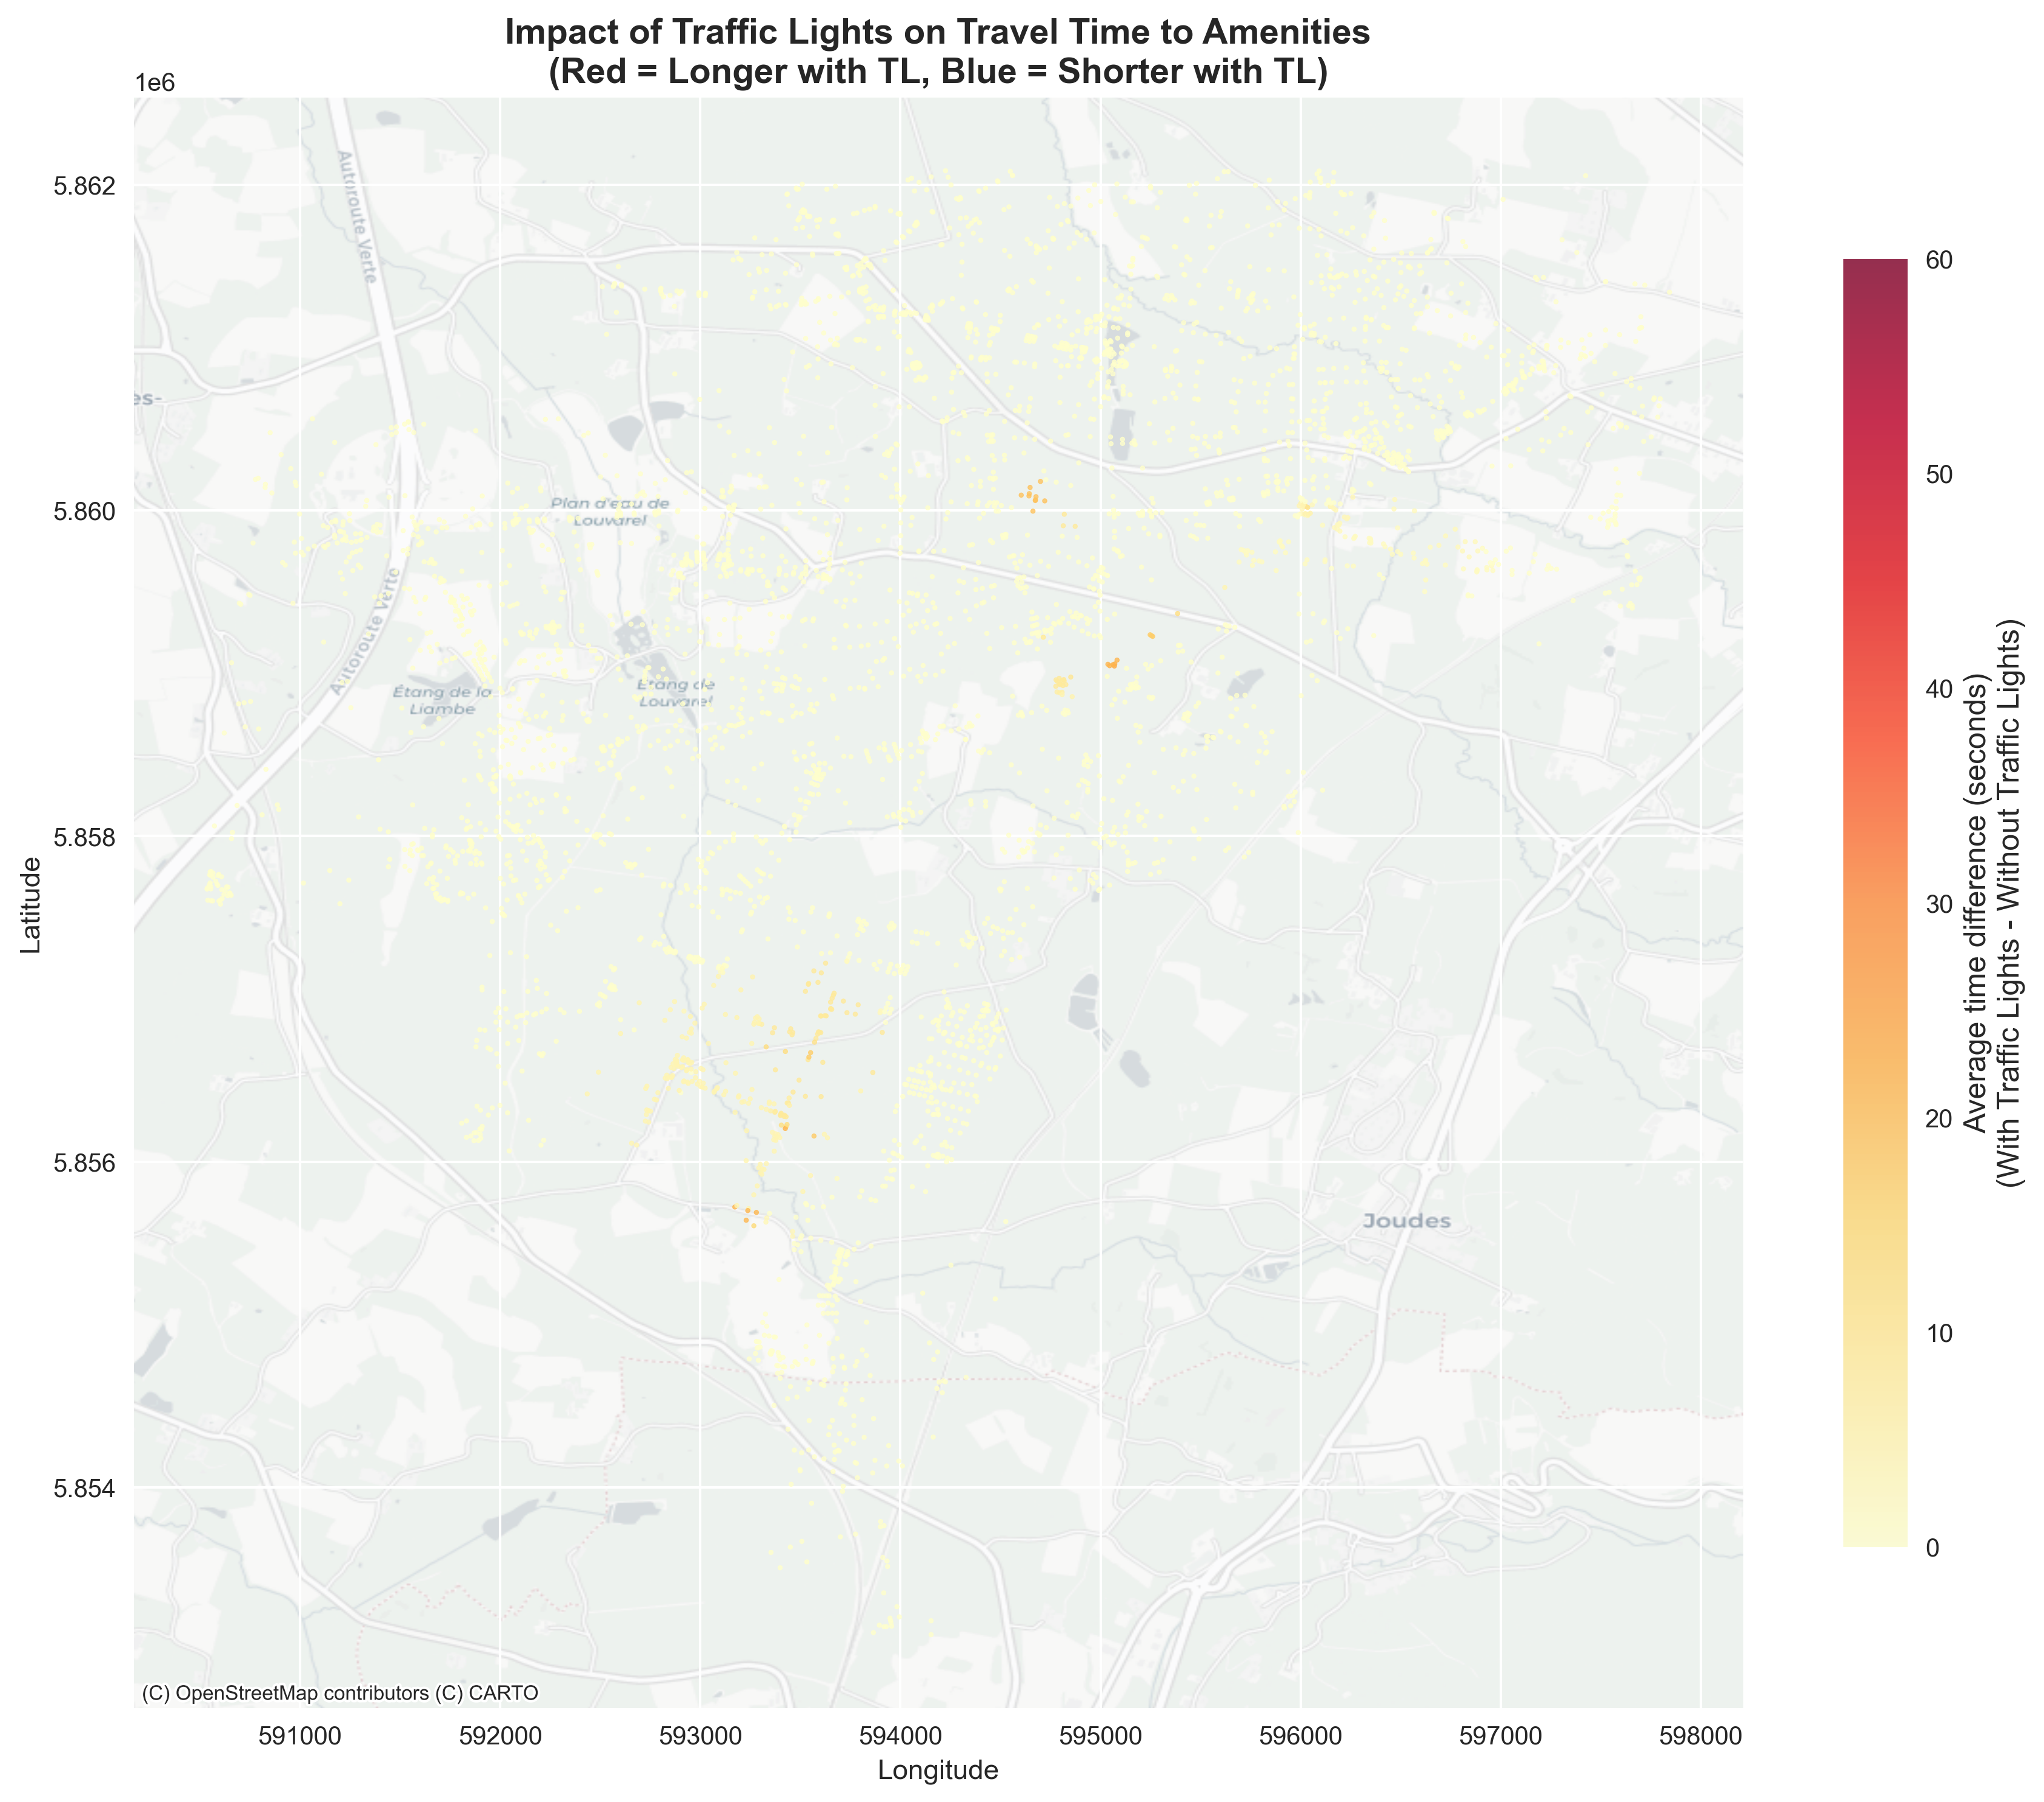 Impact of Traffic Lights on Travel Time to Amenities
(Red = Longer with TL, Blue = Shorter with TL)
1e6
5.862
5.860
5.858
5.856
5.854
Latitude
Autoroute Verte
es-
Plan d'eau de
Louvarel
Autoroute Verte
Étang de la
Liambe
Étang de
Louvarel
Joudes
(C) OpenStreetMap contributors (C) CARTO
591000
592000
593000
594000
595000
596000
597000
598000
Longitude
60
50
40
30
20
10
0
Average time difference (seconds)
(With Traffic Lights - Without Traffic Lights)